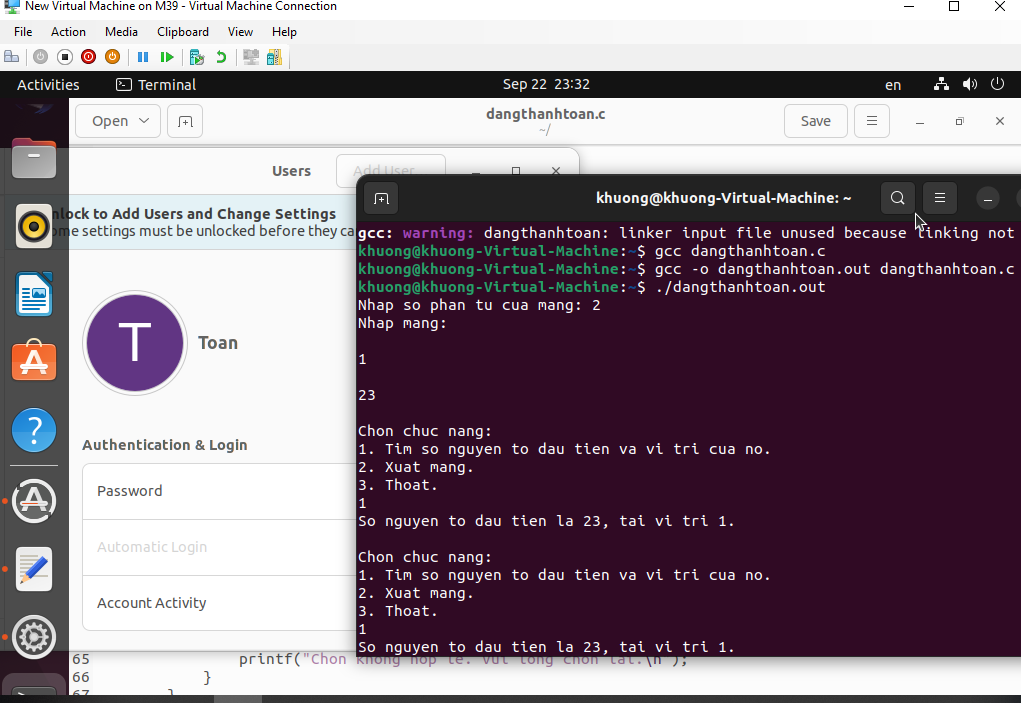 New Virtual Machine on M39 - Virtual Machine Connection
File Action Media Clipboard View Help
Activities Terminal Sep 22 23:32 en
Open dangthanhtoan.c Save
~/
Users Add User
nlock to Add Users and Change Settings
me settings must be unlocked before they ca
T
Toan
Authentication & Login
Password
Automatic Login
Account Activity
khuong@khuong-Virtual-Machine: ~
gcc: warning: dangthanhtoan: linker input file unused because linking not
khuong@khuong-Virtual-Machine:~$ gcc dangthanhtoan.c
khuong@khuong-Virtual-Machine:~$ gcc -o dangthanhtoan.out dangthanhtoan.c
khuong@khuong-Virtual-Machine:~$ ./dangthanhtoan.out
Nhap so phan tu cua mang: 2
Nhap mang:
1
23
Chon chuc nang:
1. Tim so nguyen to dau tien va vi tri cua no.
2. Xuat mang.
3. Thoat.
1
So nguyen to dau tien la 23, tai vi tri 1.
Chon chuc nang:
1. Tim so nguyen to dau tien va vi tri cua no.
2. Xuat mang.
3. Thoat.
1
So nguyen to dau tien la 23, tai vi tri 1.
65 printf("Chon khong hop le. Vui long chon lai.\n");
66 }
67 }